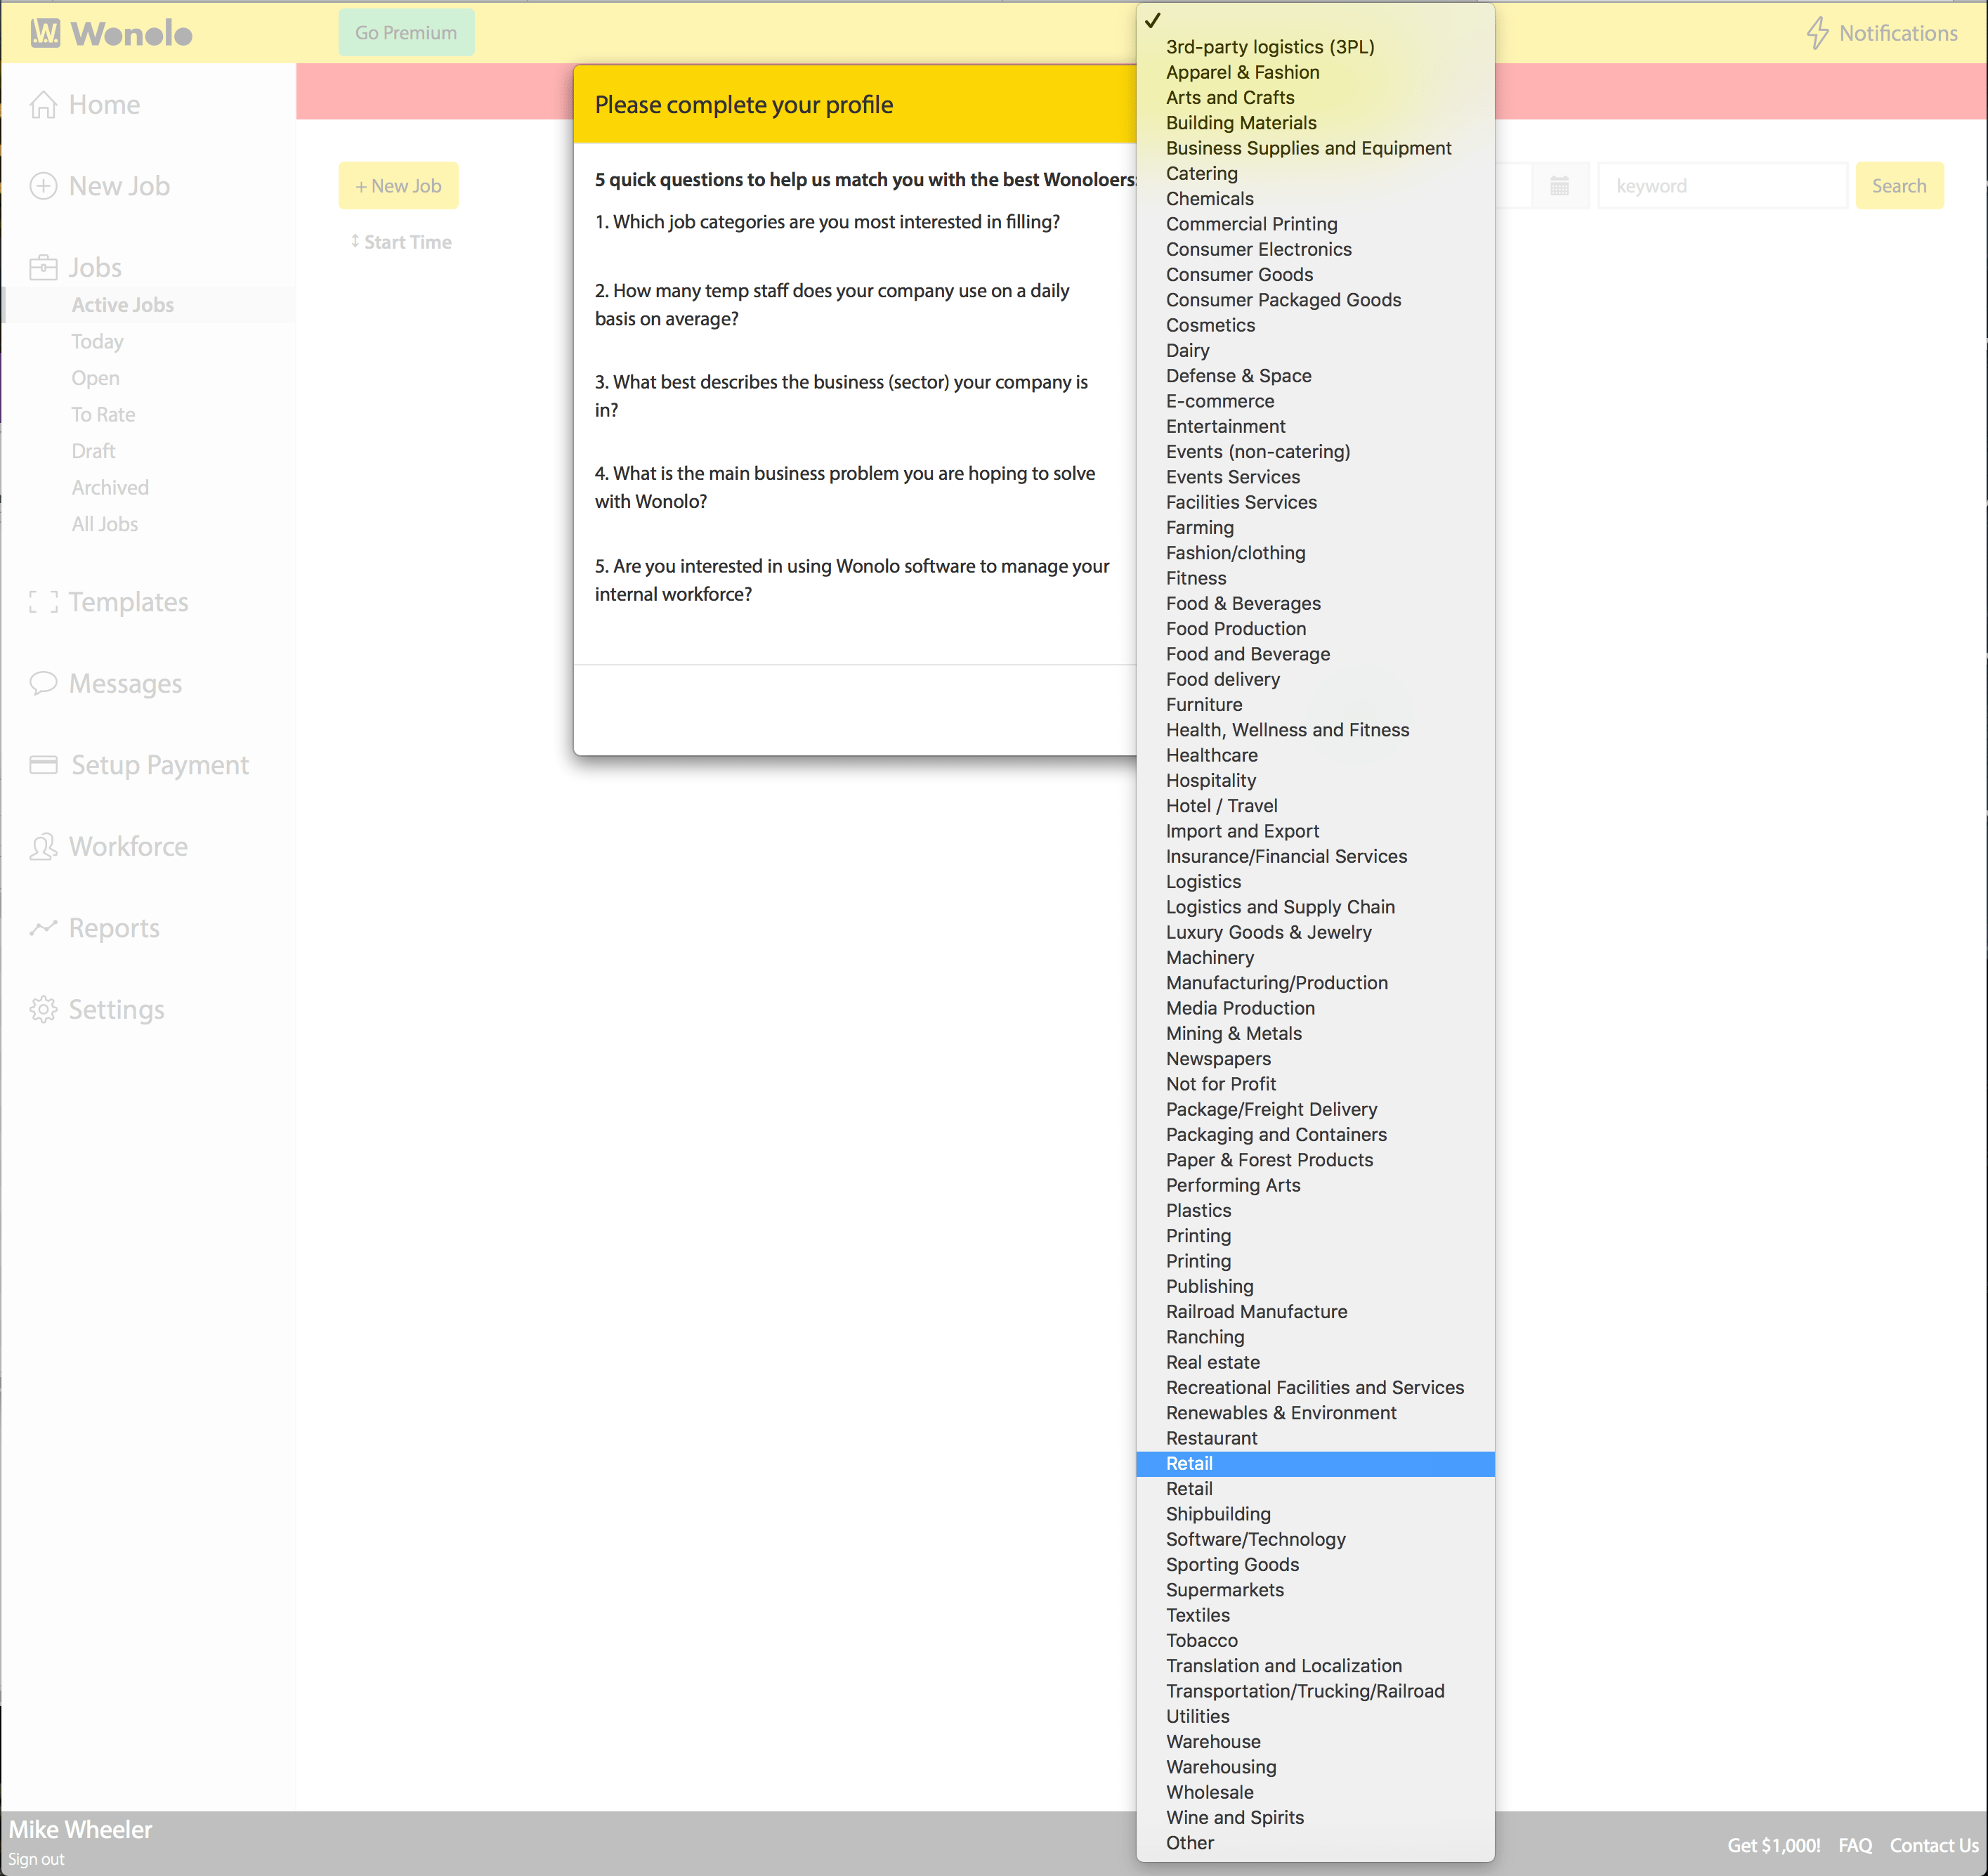 Wonolo
Go Premium
Notifications
Home
New Job
Jobs
Active Jobs
Today
Open
To Rate
Draft
Archived
All Jobs
Templates
Messages
Setup Payment
Workforce
Reports
Settings
+ New Job
Start Time
keyword
Search
Please complete your profile
5 quick questions to help us match you with the best Wonoloers:
1. Which job categories are you most interested in filling?
2. How many temp staff does your company use on a daily
basis on average?
3. What best describes the business (sector) your company is
in?
4. What is the main business problem you are hoping to solve
with Wonolo?
5. Are you interested in using Wonolo software to manage your
internal workforce?
3rd-party logistics (3PL)
Apparel & Fashion
Arts and Crafts
Building Materials
Business Supplies and Equipment
Catering
Chemicals
Commercial Printing
Consumer Electronics
Consumer Goods
Consumer Packaged Goods
Cosmetics
Dairy
Defense & Space
E-commerce
Entertainment
Events (non-catering)
Events Services
Facilities Services
Farming
Fashion/clothing
Fitness
Food & Beverages
Food Production
Food and Beverage
Food delivery
Furniture
Health, Wellness and Fitness
Healthcare
Hospitality
Hotel / Travel
Import and Export
Insurance/Financial Services
Logistics
Logistics and Supply Chain
Luxury Goods & Jewelry
Machinery
Manufacturing/Production
Media Production
Mining & Metals
Newspapers
Not for Profit
Package/Freight Delivery
Packaging and Containers
Paper & Forest Products
Performing Arts
Plastics
Printing
Printing
Publishing
Railroad Manufacture
Ranching
Real estate
Recreational Facilities and Services
Renewables & Environment
Restaurant
Retail
Retail
Shipbuilding
Software/Technology
Sporting Goods
Supermarkets
Textiles
Tobacco
Translation and Localization
Transportation/Trucking/Railroad
Utilities
Warehouse
Warehousing
Wholesale
Wine and Spirits
Other
Mike Wheeler
Sign out
Get $1,000! FAQ Contact Us